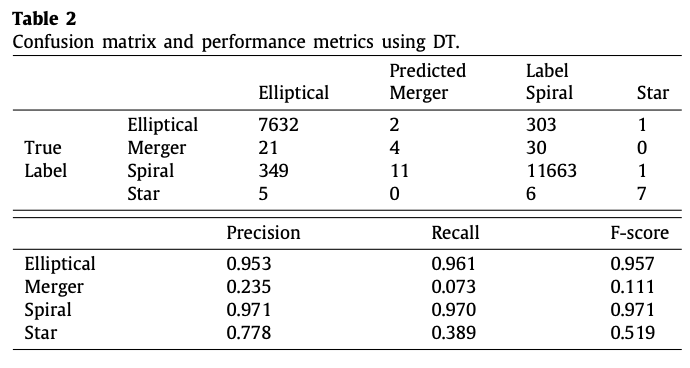 Table 2
Confusion matrix and performance metrics using DT.
Predicted Label
Elliptical Merger Spiral Star
Elliptical 7632 2 303 1
True Merger 21 4 30 0
Label Spiral 349 11 11663 1
Star 5 0 6 7
Precision Recall F-score
Elliptical 0.953 0.961 0.957
Merger 0.235 0.073 0.111
Spiral 0.971 0.970 0.971
Star 0.778 0.389 0.519